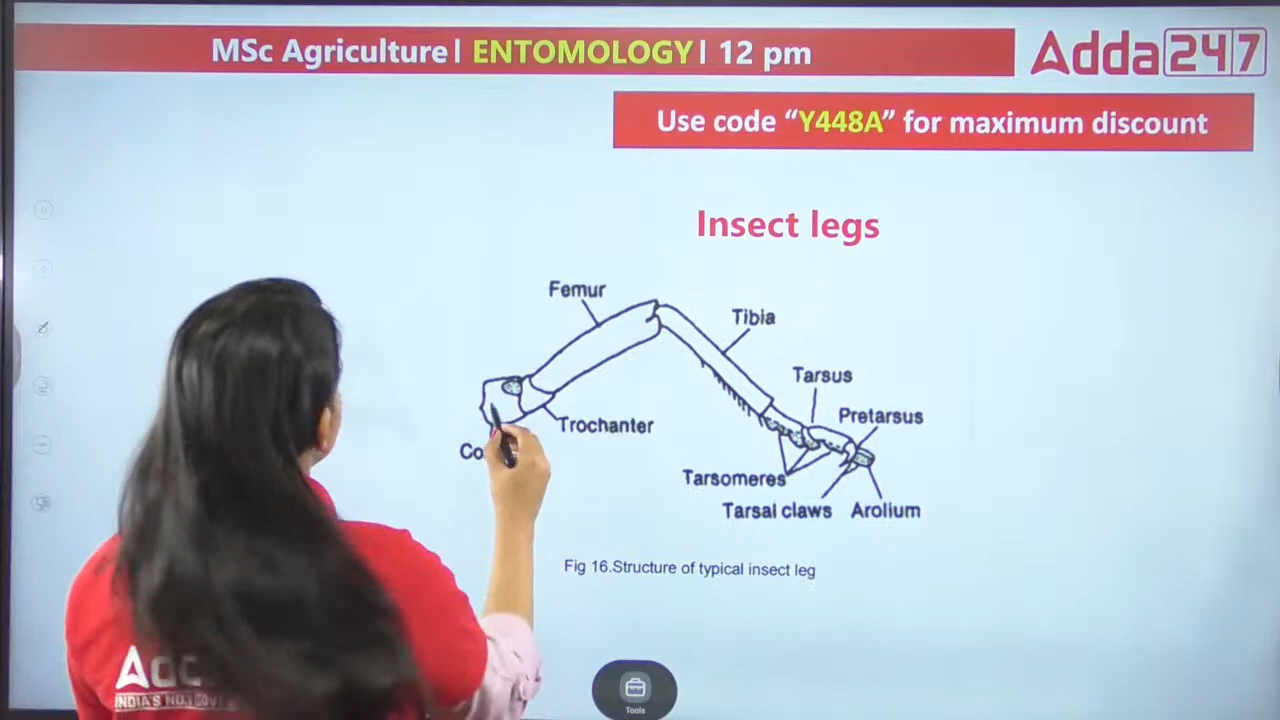 MSc Agriculture| ENTOMOLOGY| 12 pm
Adda247
Use code “Y448A” for maximum discount
Insect legs
Femur
Tibia
Tarsus
Pretarsus
Trochanter
Tarsomeres
Tarsal claws
Arolium
Fig 16.Structure of typical insect leg
Tools